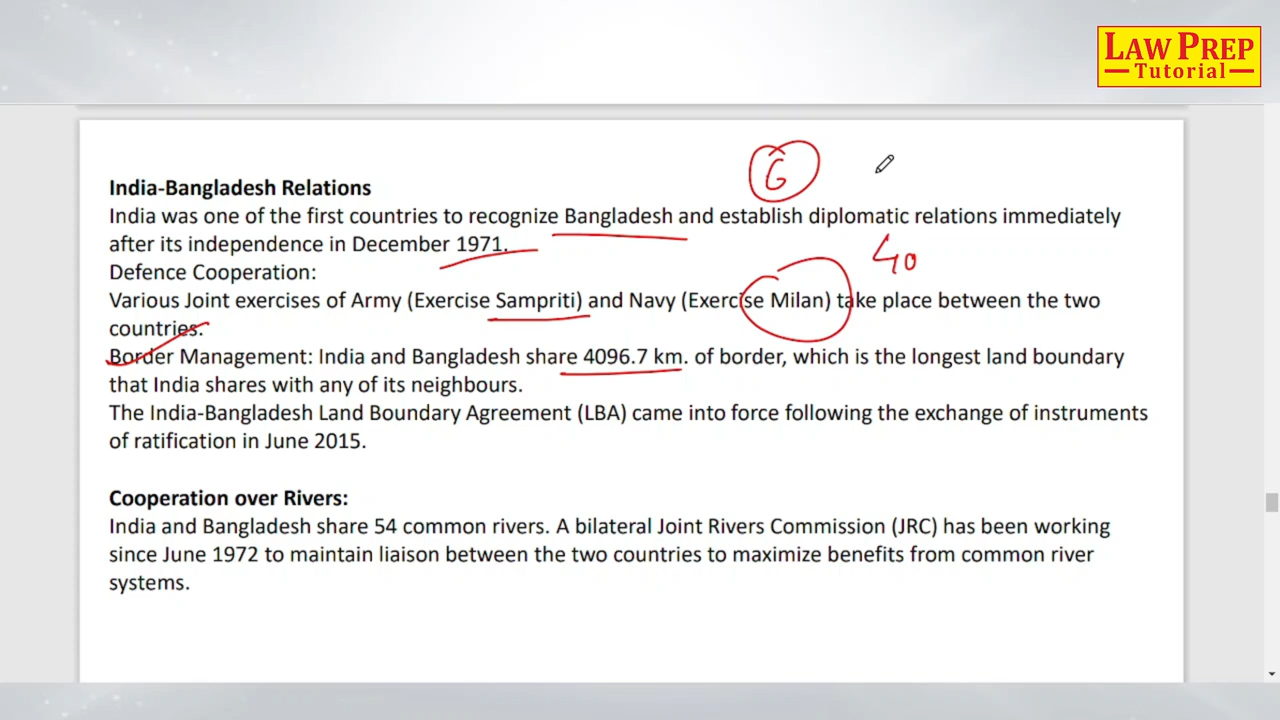 LAW PREP
Tutorial
6
India-Bangladesh Relations
India was one of the first countries to recognize Bangladesh and establish diplomatic relations immediately
after its independence in December 1971.
40
Defence Cooperation:
Various Joint exercises of Army (Exercise Sampriti) and Navy (Exercise Milan) take place between the two
countries.
Border Management: India and Bangladesh share 4096.7 km. of border, which is the longest land boundary
that India shares with any of its neighbours.
The India-Bangladesh Land Boundary Agreement (LBA) came into force following the exchange of instruments
of ratification in June 2015.
Cooperation over Rivers:
India and Bangladesh share 54 common rivers. A bilateral Joint Rivers Commission (JRC) has been working
since June 1972 to maintain liaison between the two countries to maximize benefits from common river
systems.